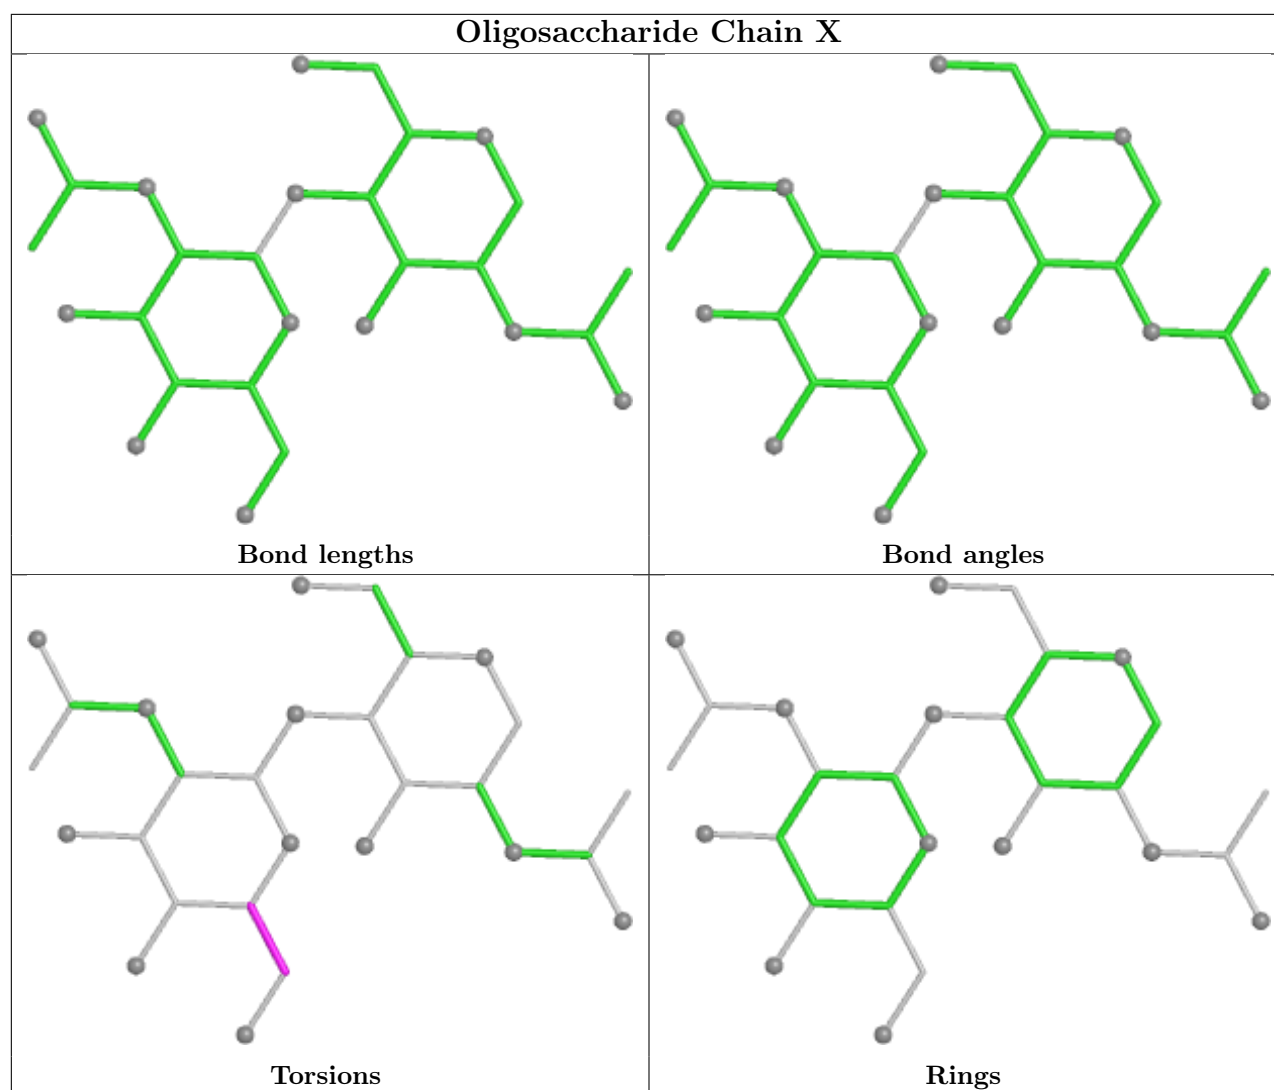 Oligosaccharide Chain X
Bond lengths
Bond angles
Torsions
Rings